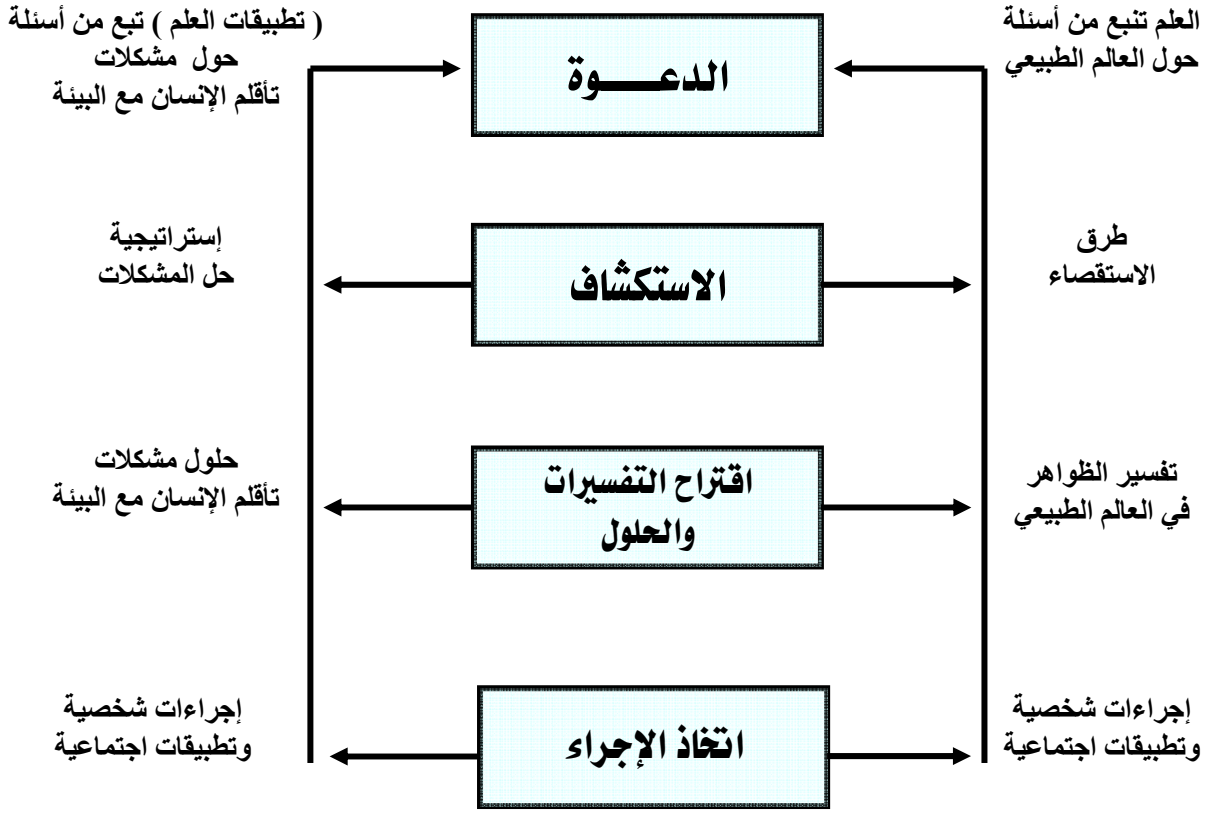 العلم تنبع من أسئلة
حول العالم الطبيعي
الدعـــــوة
( تطبيقات العلم ) تبع من أسئلة
حول مشكلات
تأقلم الإنسان مع البيئة
طرق
الاستقصاء
الاستكشاف
إستراتيجية
حل المشكلات
تفسير الظواهر
في العالم الطبيعي
اقتراح التفسيرات
والحلول
حلول مشكلات
تأقلم الإنسان مع البيئة
إجراءات شخصية
وتطبيقات اجتماعية
اتخاذ الإجراء
إجراءات شخصية
وتطبيقات اجتماعية